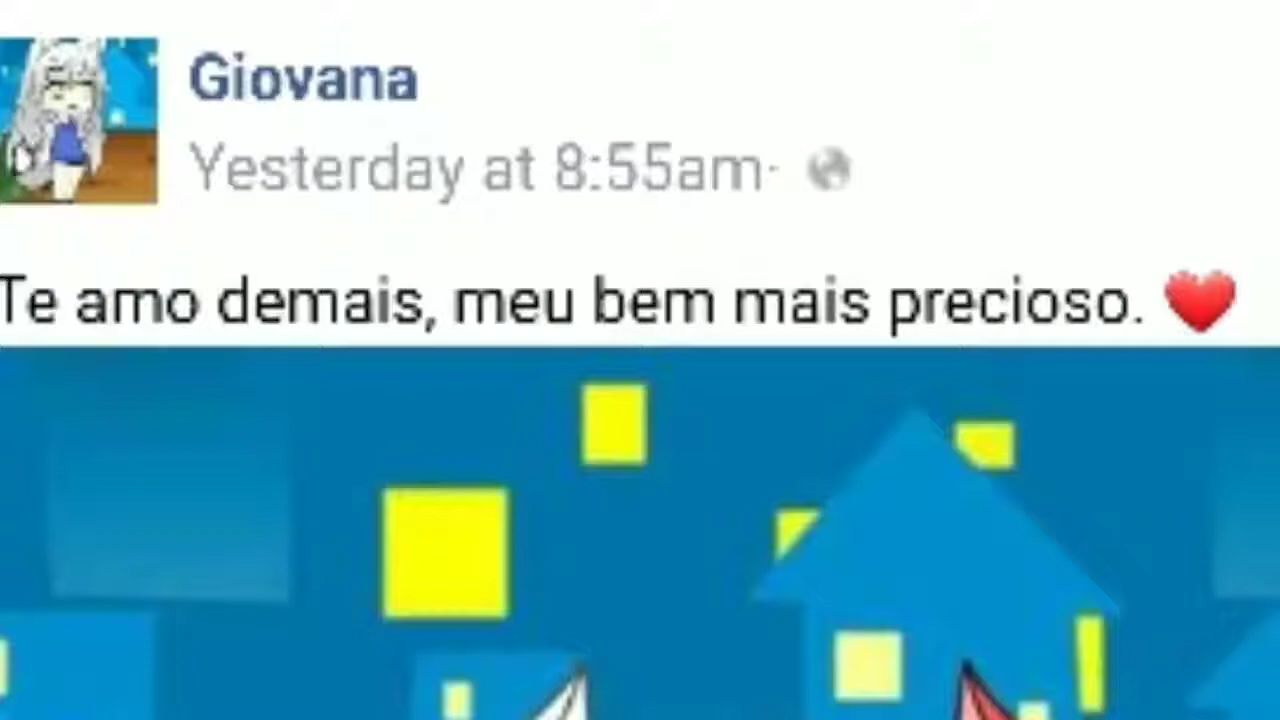 Giovana
Yesterday at 8:55am·
Te amo demais, meu bem mais precioso. ❤️